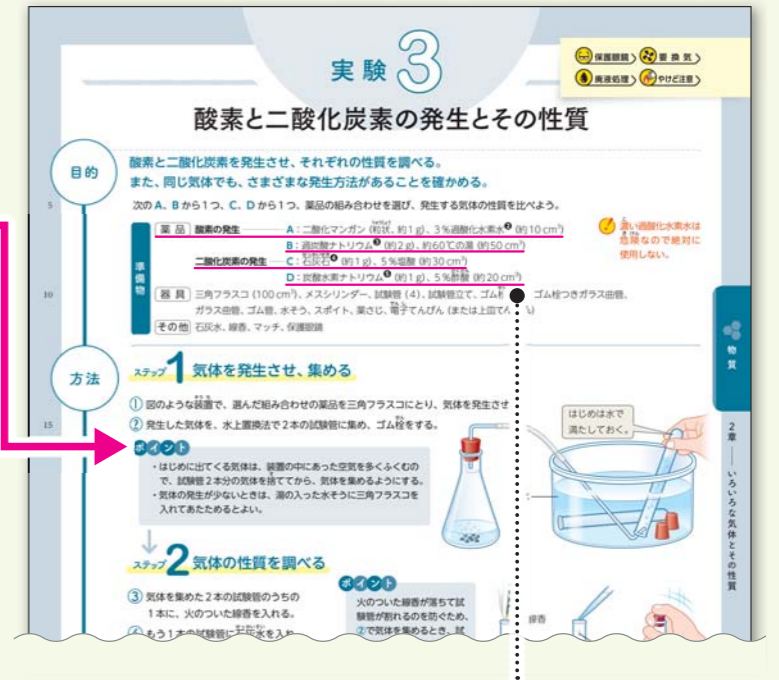 実験3
保護眼鏡 要換気
廃液処理 やけど注意
酸素と二酸化炭素の発生とその性質
目的
酸素と二酸化炭素を発生させ、それぞれの性質を調べる。
また、同じ気体でも、さまざまな発生方法があることを確かめる。
5
次のA、Bから1つ、C、Dから1つ、薬品の組み合わせを選び、発生する気体の性質を比べよう。
準備物
薬品 酸素の発生 A:二酸化マンガン(粒状、約1g)、3%過酸化水素水❷(約10cm³)
B:過炭酸ナトリウム❸(約2g)、約60℃の湯(約50cm³)
二酸化炭素の発生 C:石灰石❹(約1g)、5%塩酸(約30cm³)
D:炭酸水素ナトリウム❺(約1g)、5%酢酸(約20cm³)
濃い過酸化水素水は
危険なので絶対に
使用しない。
10
器具 三角フラスコ(100cm³)、メスシリンダー、試験管(4)、試験管立て、ゴム ゴム栓つきガラス曲管、
ガラス曲管、ゴム管、水そう、スポイト、薬さじ、電子てんびん(または上皿て
その他 石灰水、線香、マッチ、保護眼鏡
物質
2章 いろいろな気体とその性質
方法
ステップ1 気体を発生させ、集める
① 図のような装置で、選んだ組み合わせの薬品を三角フラスコにとり、気体を発生させ
15
② 発生した気体を、水上置換法で2本の試験管に集め、ゴム栓をする。
ポイント
・はじめに出てくる気体は、装置の中にあった空気を多くふくむの
で、試験管2本分の気体を捨ててから、気体を集めるようにする。
・気体の発生が少ないときは、湯の入った水そうに三角フラスコを
入れてあたためるとよい。
はじめは水で
満たしておく。
ステップ2 気体の性質を調べる
③ 気体を集めた2本の試験管のうちの
1本に、火のついた線香を入れる。
もう1本の試験管に石灰水を入れ
ポイント
火のついた線香が落ちて試
験管が割れるのを防ぐため、
②で気体を集めるとき、試
線香